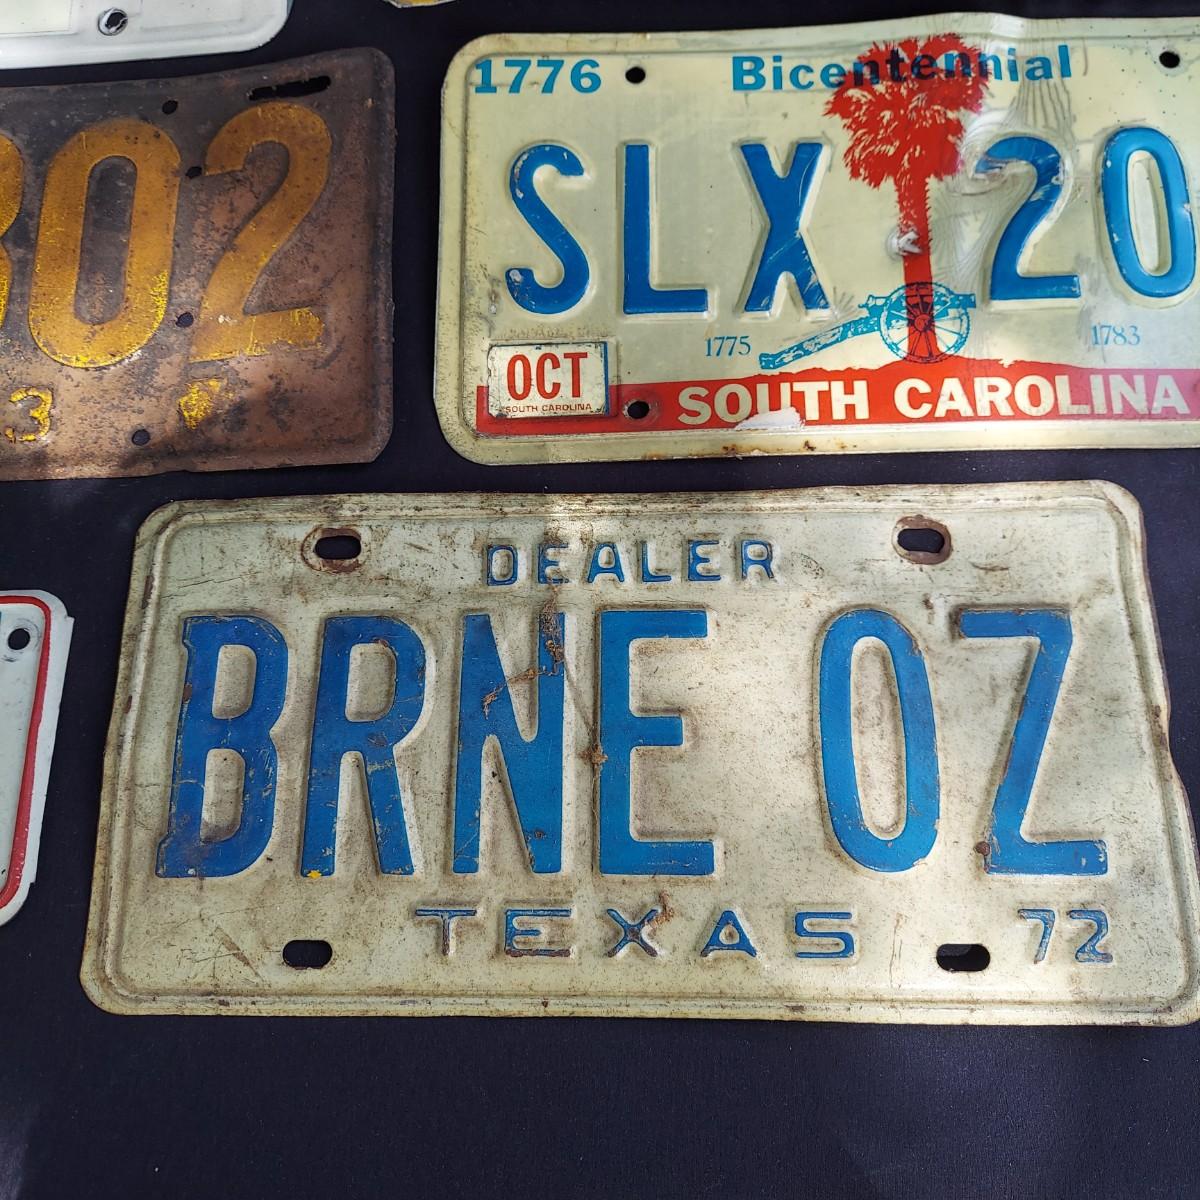 302
3
1776 Bicentennial
SLX 20
1775 1783
OCT
SOUTH CAROLINA
SOUTH CAROLINA
DEALER
BRNE 0Z
TEXAS 72